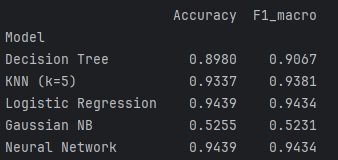 Accuracy F1_macro
Model
Decision Tree 0.8980 0.9067
KNN (k=5) 0.9337 0.9381
Logistic Regression 0.9439 0.9434
Gaussian NB 0.5255 0.5231
Neural Network 0.9439 0.9434